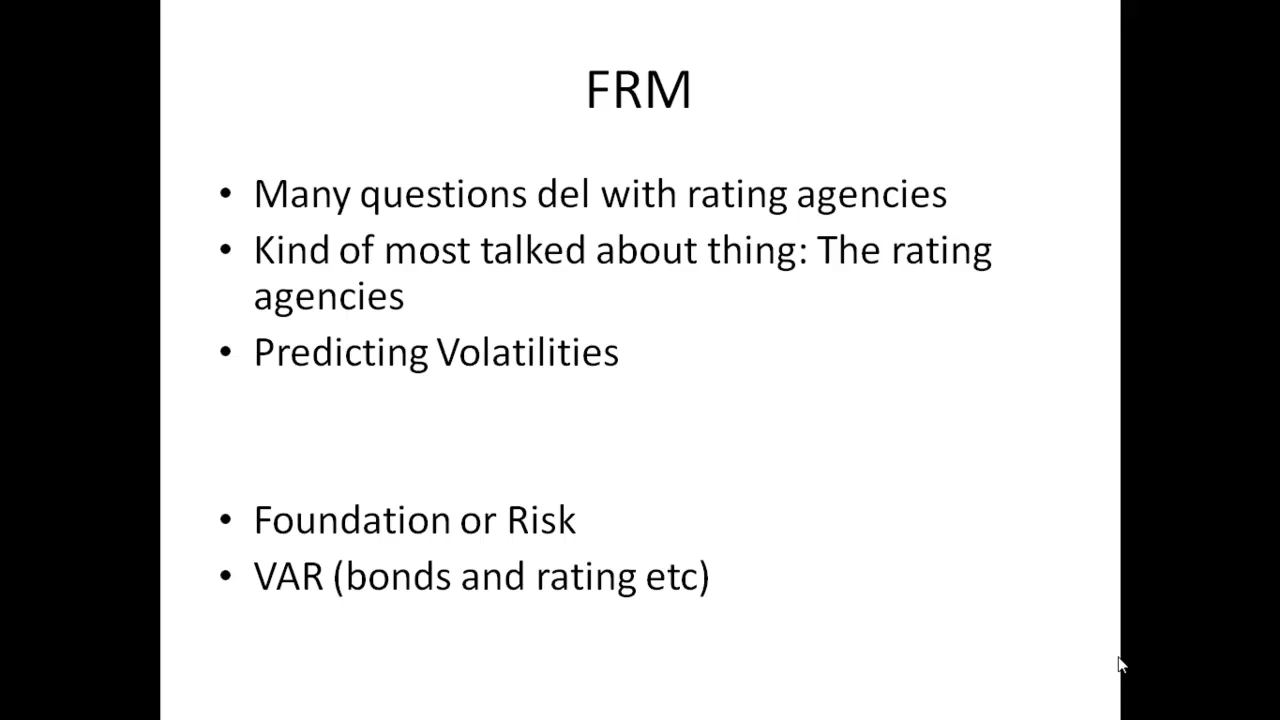 FRM
• Many questions del with rating agencies
• Kind of most talked about thing: The rating
agencies
• Predicting Volatilities
• Foundation or Risk
• VAR (bonds and rating etc)